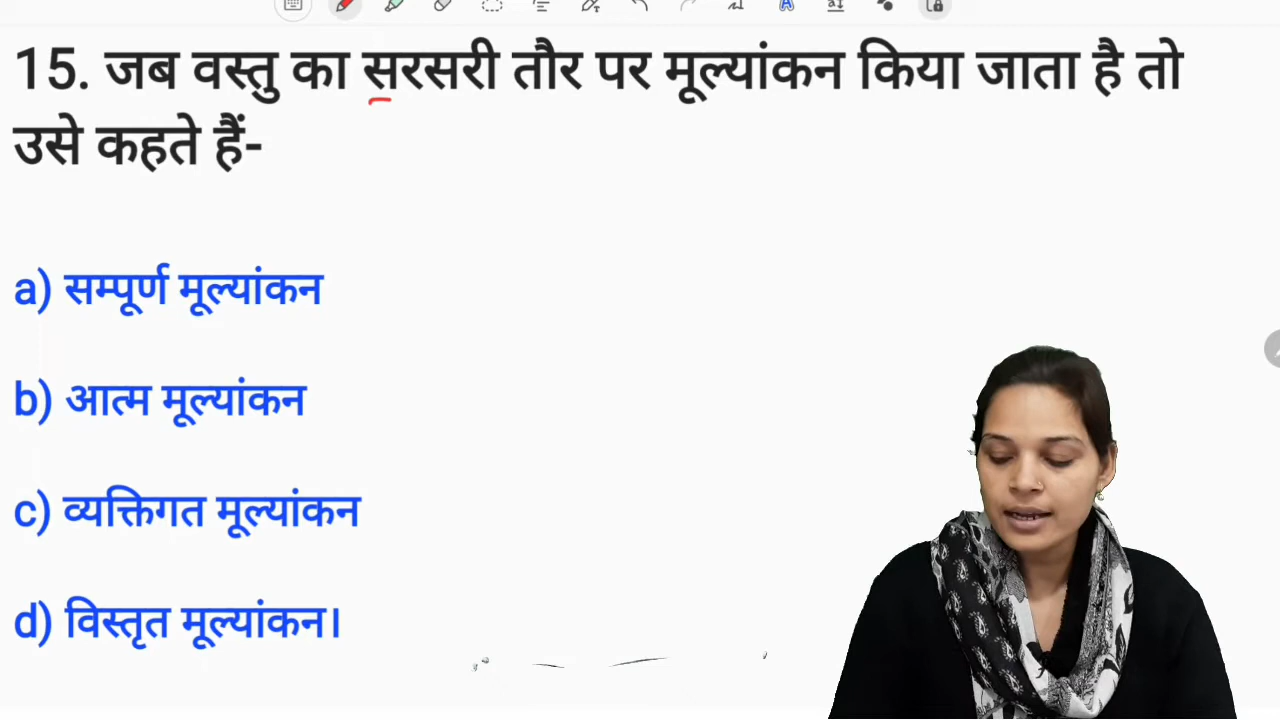 15. जब वस्तु का सरसरी तौर पर मूल्यांकन किया जाता है तो
उसे कहते हैं-
a) सम्पूर्ण मूल्यांकन
b) आत्म मूल्यांकन
c) व्यक्तिगत मूल्यांकन
d) विस्तृत मूल्यांकन।